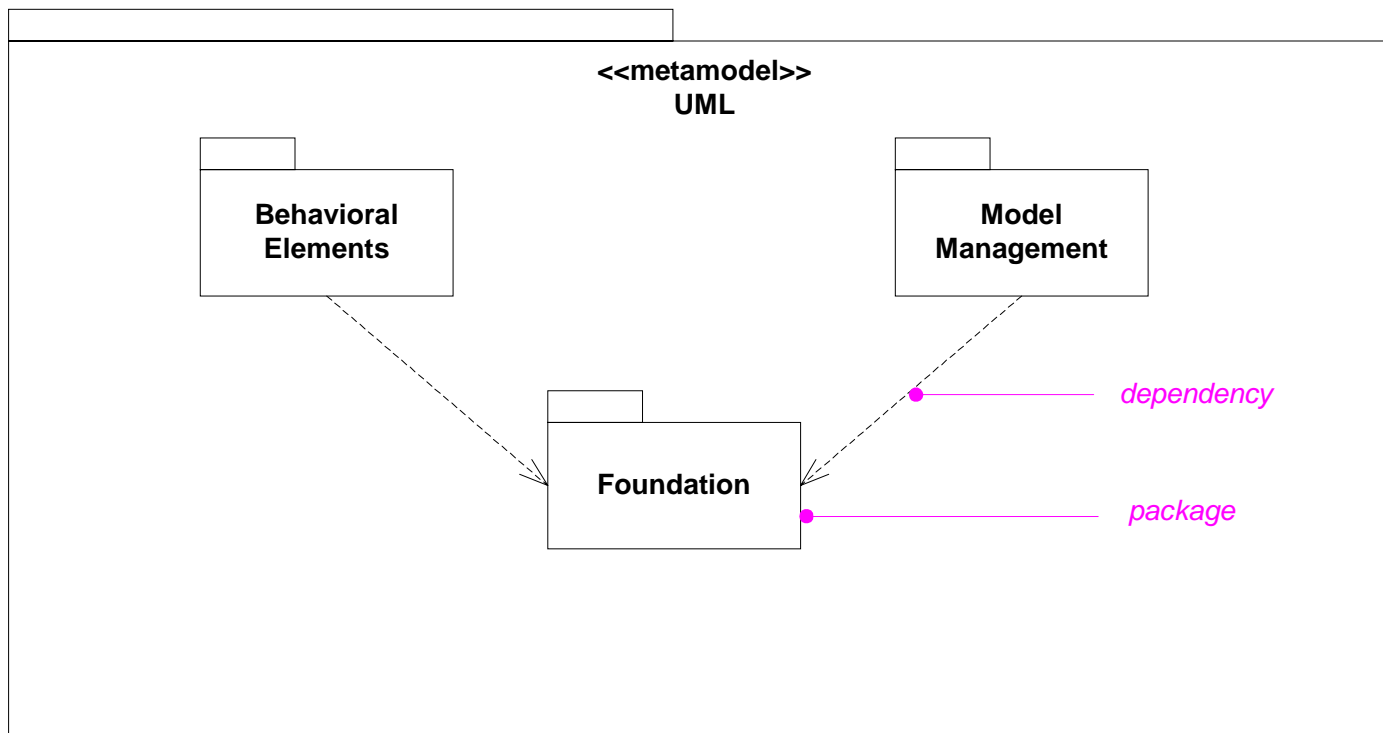 <<metamodel>>
UML
Behavioral
Elements
Model
Management
dependency
Foundation
package